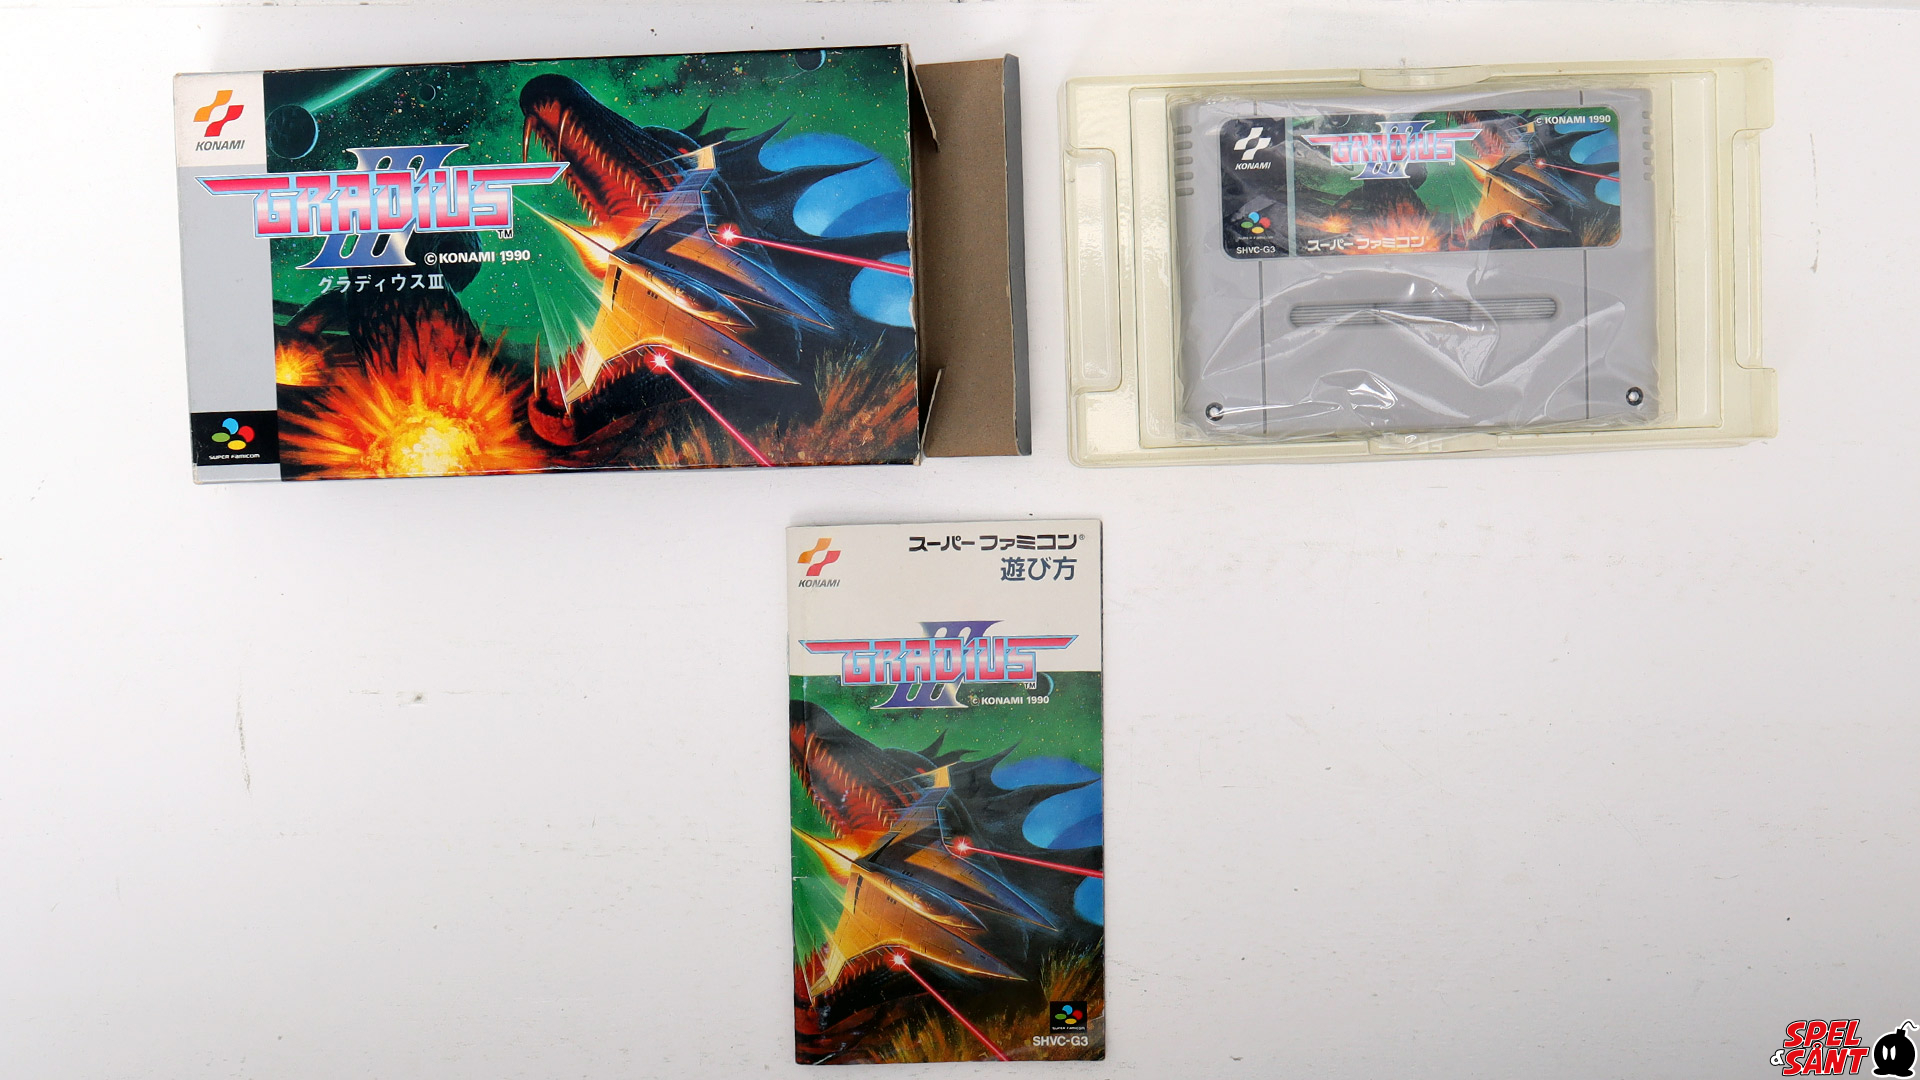 KONAMI
III
GRADIUS
TM
© KONAMI 1990
グラディウスIII
SUPER FAMICOM
KONAMI
III
GRADIUS
© KONAMI 1990
SHVC-G3
スーパーファミコン
KONAMI
スーパーファミコン®
遊び方
III
GRADIUS
TM
© KONAMI 1990
SUPER FAMICOM
SHVC-G3
SPEL
& SÅNT